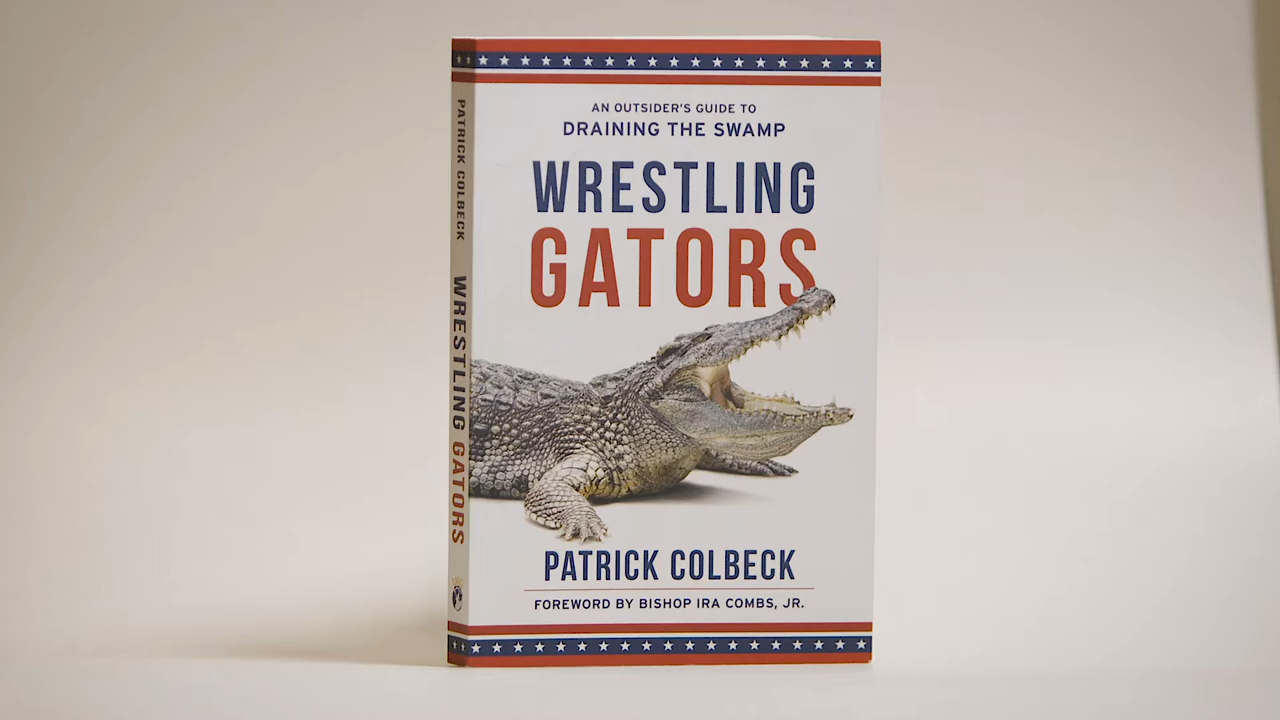 AN OUTSIDER'S GUIDE TO
DRAINING THE SWAMP
WRESTLING
GATORS
PATRICK COLBECK
FOREWORD BY BISHOP IRA COMBS, JR.
PATRICK COLBECK
WRESTLING GATORS